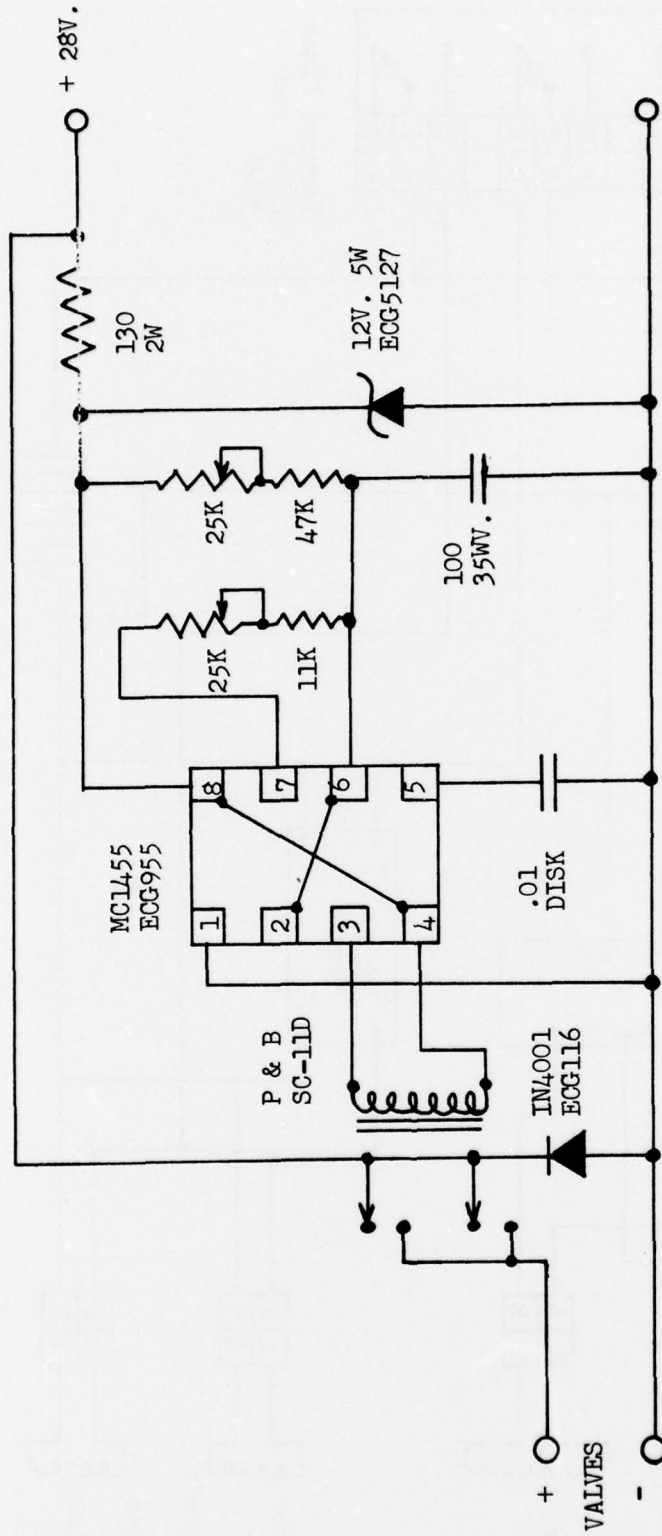 + 28V.
130
2W
12V. 5W
ECG5127
25K
47K
25K
11K
100
35WV.
MC1455
ECG955
8
7
6
5
1
2
3
4
.01
DISK
P & B
SC-11D
IN4001
ECG116
+
VALVES
-